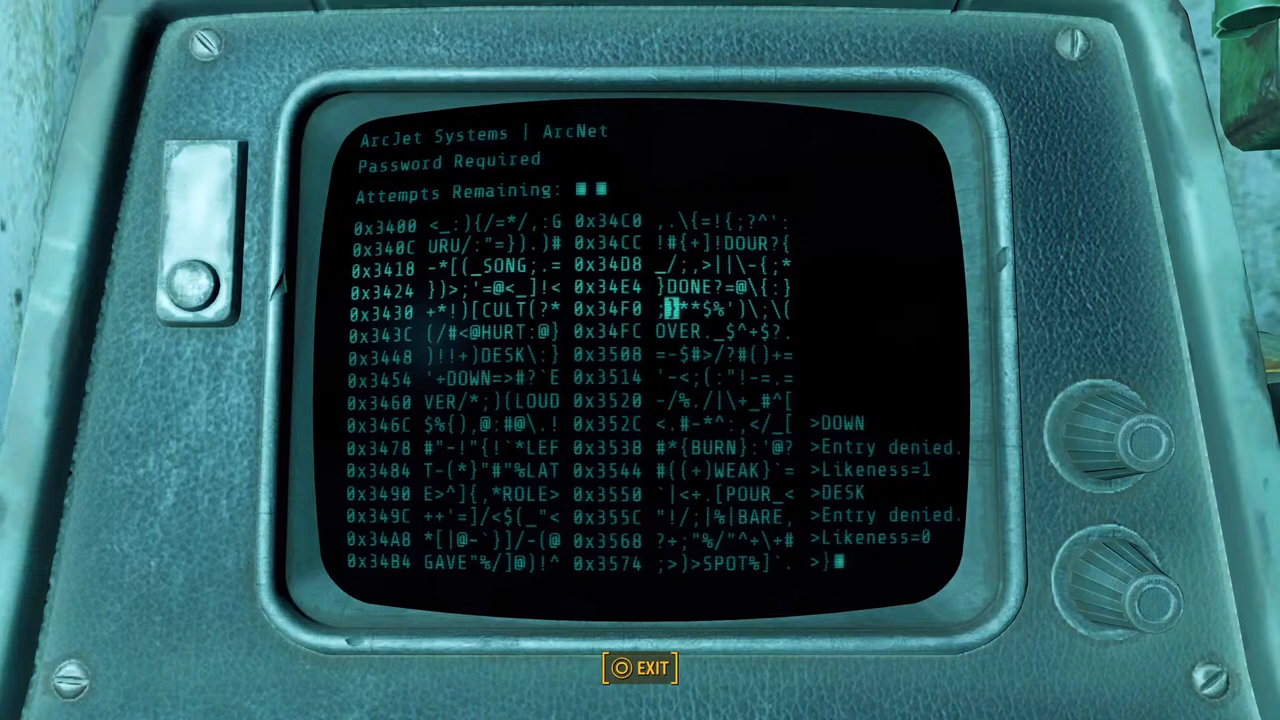 ArcJet Systems | ArcNet
Password Required
Attempts Remaining: ■ ■
0x3400 <_:){/=*/,:G 0x34C0 ,.\{=!{;?^':
0x340C URU/:"=}).)# 0x34CC !#{+]!DOUR?{
0x3418 -*[(_SONG;.= 0x34D8 _/;,>||\-{;*
0x3424 })>;'=@<_]!< 0x34E4 }DONE?=@\{:}
0x3430 +*!)[CULT(?* 0x34F0 ;}**$%')\;\(
0x343C (/#<@HURT:@} 0x34FC OVER._$^+$?.
0x3448 )!!+)DESK\:} 0x3508 =-$#>/?#()+=
0x3454 '+DOWN=>#?`E 0x3514 '-<;(:"!-=.=
0x3460 VER/*;)(LOUD 0x3520 -/%./|\+_#^[
0x346C $%{),@:#@\.! 0x352C <.#-*^:,</_[ >DOWN
0x3478 #"-!"{!`*LEF 0x3538 #*{BURN}:'@? >Entry denied.
0x3484 T-(*}"#"%LAT 0x3544 #((+)WEAK}`= >Likeness=1
0x3490 E>^]{,*ROLE> 0x3550 `|<+.[POUR_< >DESK
0x349C ++'=]/<$(_"< 0x355C "!/;|%|BARE, >Entry denied.
0x34A8 *[|@-`}]/-(@ 0x3568 ?+;"%/"^+\+# >Likeness=0
0x34B4 GAVE"%/]@)!^ 0x3574 ;>)>SPOT%]`. >}■
EXIT